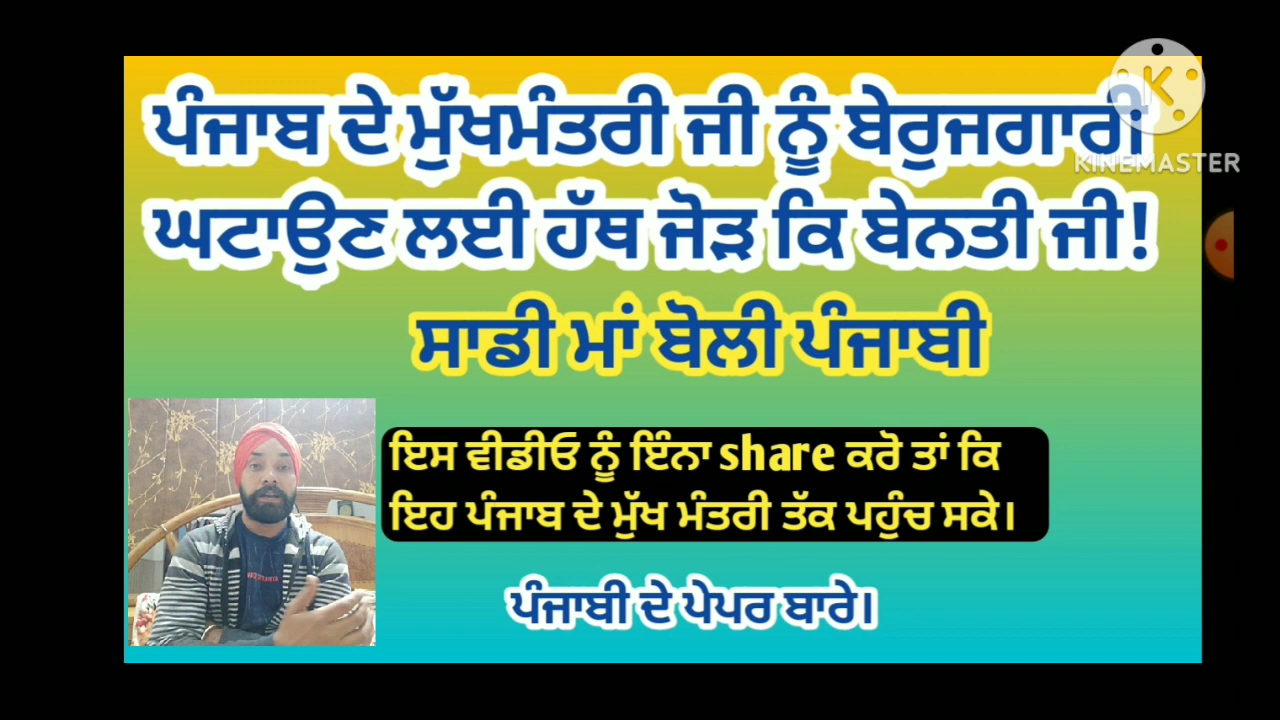 ਪੰਜਾਬ ਦੇ ਮੁੱਖਮੰਤਰੀ ਜੀ ਨੂੰ ਬੇਰੁਜਗਾਰੀ
KINEMASTER
ਘਟਾਉਣ ਲਈ ਹੱਥ ਜੋੜ ਕਿ ਬੇਨਤੀ ਜੀ!
ਸਾਡੀ ਮਾਂ ਬੋਲੀ ਪੰਜਾਬੀ
ਇਸ ਵੀਡੀਓ ਨੂੰ ਇੰਨਾ share ਕਰੋ ਤਾਂ ਕਿ
ਇਹ ਪੰਜਾਬ ਦੇ ਮੁੱਖ ਮੰਤਰੀ ਤੱਕ ਪਹੁੰਚ ਸਕੇ।
ਪੰਜਾਬੀ ਦੇ ਪੇਪਰ ਬਾਰੇ।